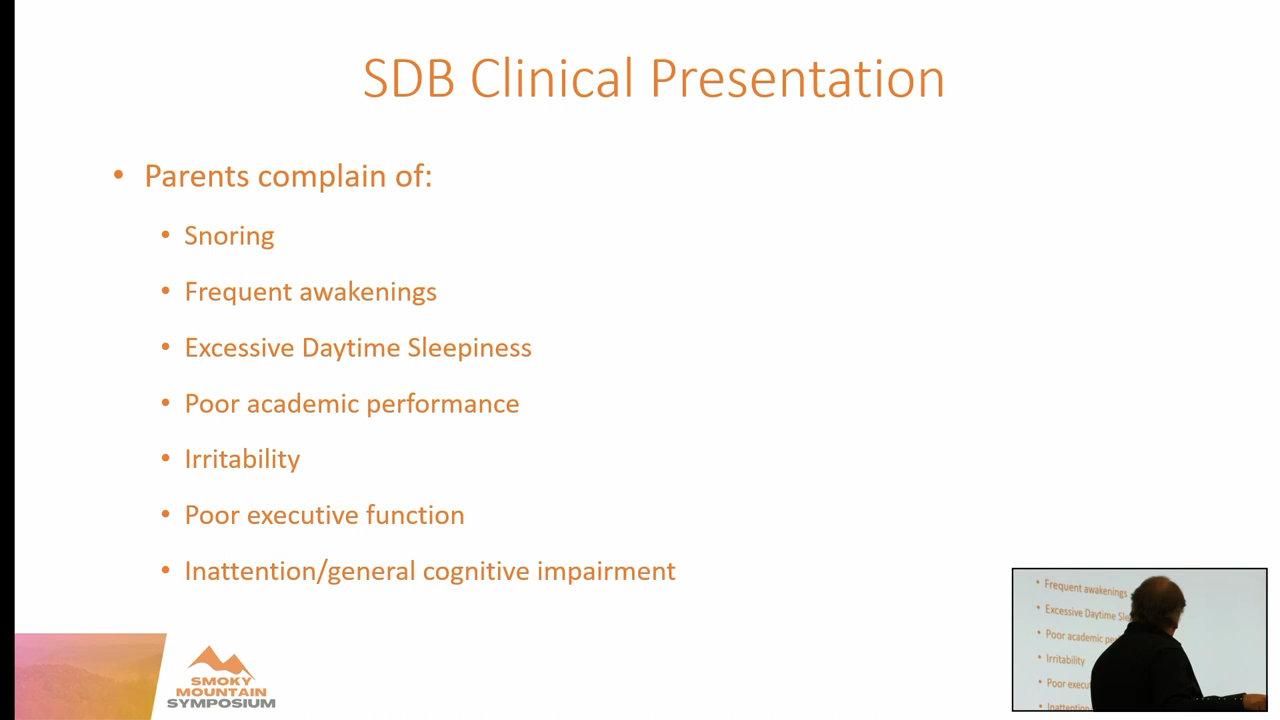 SDB Clinical Presentation
• Parents complain of:
• Snoring
• Frequent awakenings
• Excessive Daytime Sleepiness
• Poor academic performance
• Irritability
• Poor executive function
• Inattention/general cognitive impairment
SMOKY
MOUNTAIN
SYMPOSIUM
• Frequent awakenings
• Excessive Daytime Slee
• Poor academic pe
• Irritability
• Poor execu
• Inattention